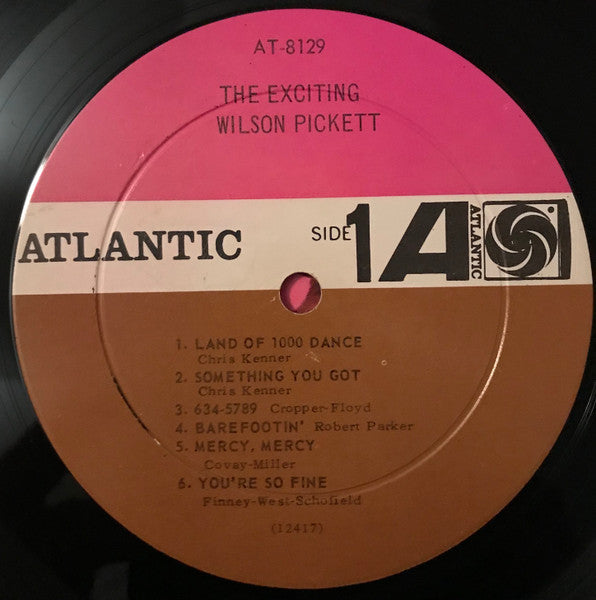 AT-8129
THE EXCITING
WILSON PICKETT
ATLANTIC
SIDE 1 A ATLANTIC
1. LAND OF 1000 DANCE
Chris Kenner
2. SOMETHING YOU GOT
Chris Kenner
3. 634-5789 Cropper-Floyd
4. BAREFOOTIN' Robert Parker
5. MERCY, MERCY
Covay-Miller
6. YOU'RE SO FINE
Finney-West-Schofield
(12417)